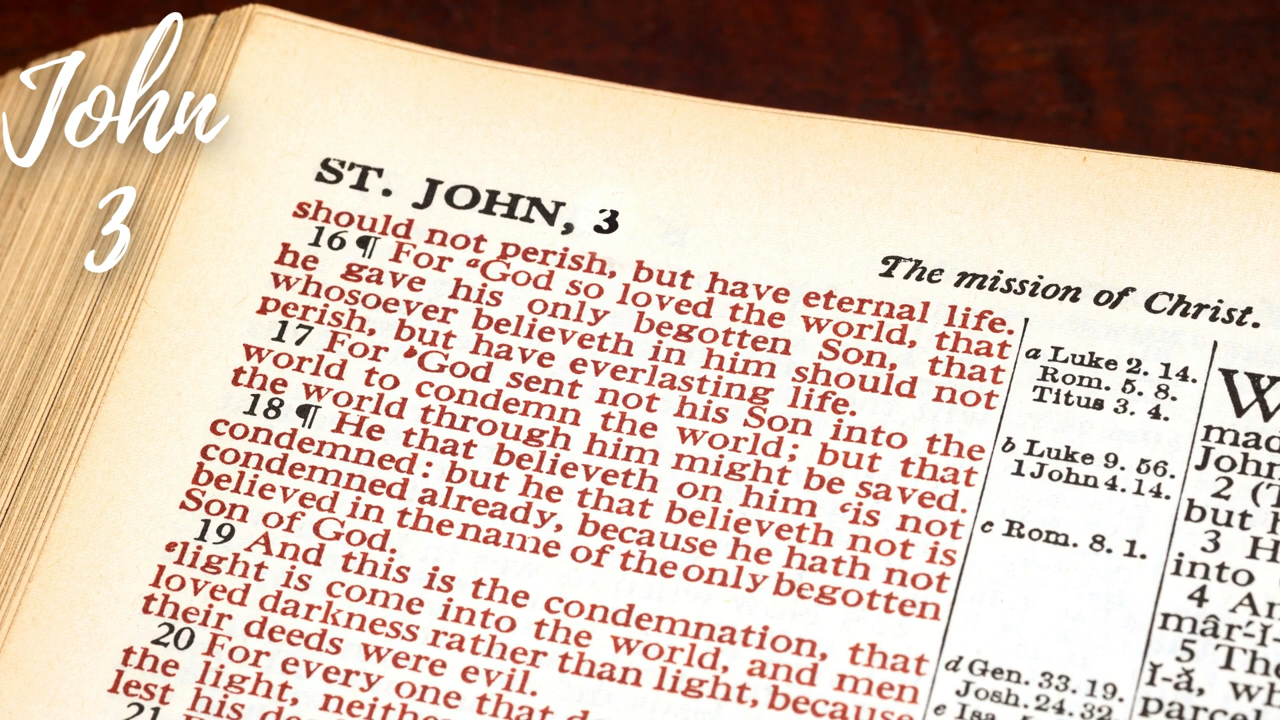 John
3
ST. JOHN, 3
The mission of Christ.
should not perish, but have eternal life.
16 ¶ For ᵃGod so loved the world, that
he gave his only begotten Son, that
whosoever believeth in him should not
perish, but have everlasting life.
17 For ᵇGod sent not his Son into the
world to condemn the world; but that
the world through him might be saved.
18 ¶ He that believeth on him ᶜis not
condemned: but he that believeth not is
condemned already, because he hath not
believed in the name of the only begotten
Son of God.
19 And this is the condemnation, that
ᵉlight is come into the world, and men
loved darkness rather than light, because
their deeds were evil.
20 For every one that
the light, neither
lest his
21
a Luke 2. 14.
Rom. 5. 8.
Titus 3. 4.
b Luke 9. 56.
1 John 4. 14.
c Rom. 8. 1.
d Gen. 33. 19.
Josh. 24. 32.
e Isa.
W
mad
John
2 (T
but
3 H
into
4 An
mâr-ĭ-
5 The
ĭ-ă, wh
parcel